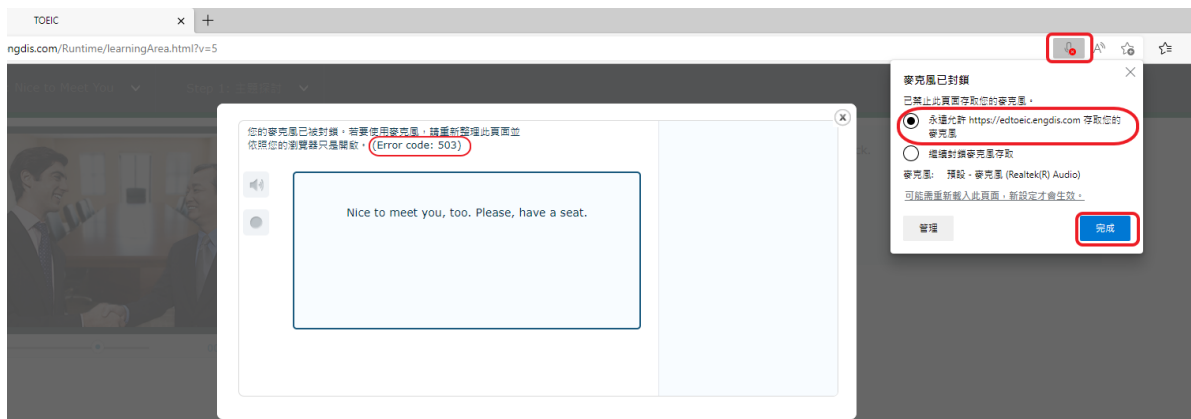 TOEIC
ngdis.com/Runtime/learningArea.html?v=5
Nice to Meet You
麥克風已封鎖
已禁止此頁面存取您的麥克風。
永遠允許 https://edtoeic.engdis.com 存取您的
麥克風
繼續封鎖麥克風存取
麥克風: 預設 - 麥克風 (Realtek(R) Audio)
可能需重新載入此頁面，新設定才會生效。
管理
完成
您的麥克風已被封鎖。若要使用麥克風，請重新整理此頁面並
依照您的瀏覽器只是開啟。(Error code: 503)
Nice to meet you, too. Please, have a seat.